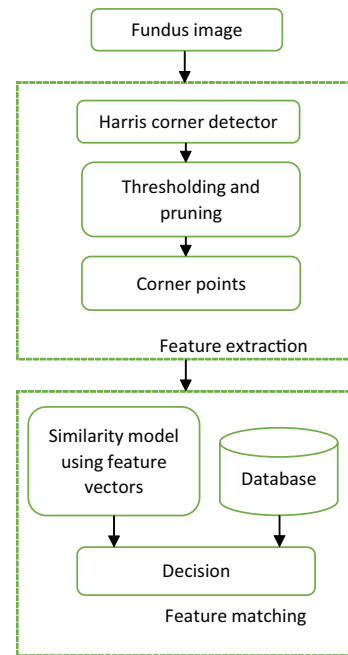 Fundus image
Harris corner detector
Thresholding and
pruning
Corner points
Feature extraction
Similarity model
using feature
vectors
Database
Decision
Feature matching